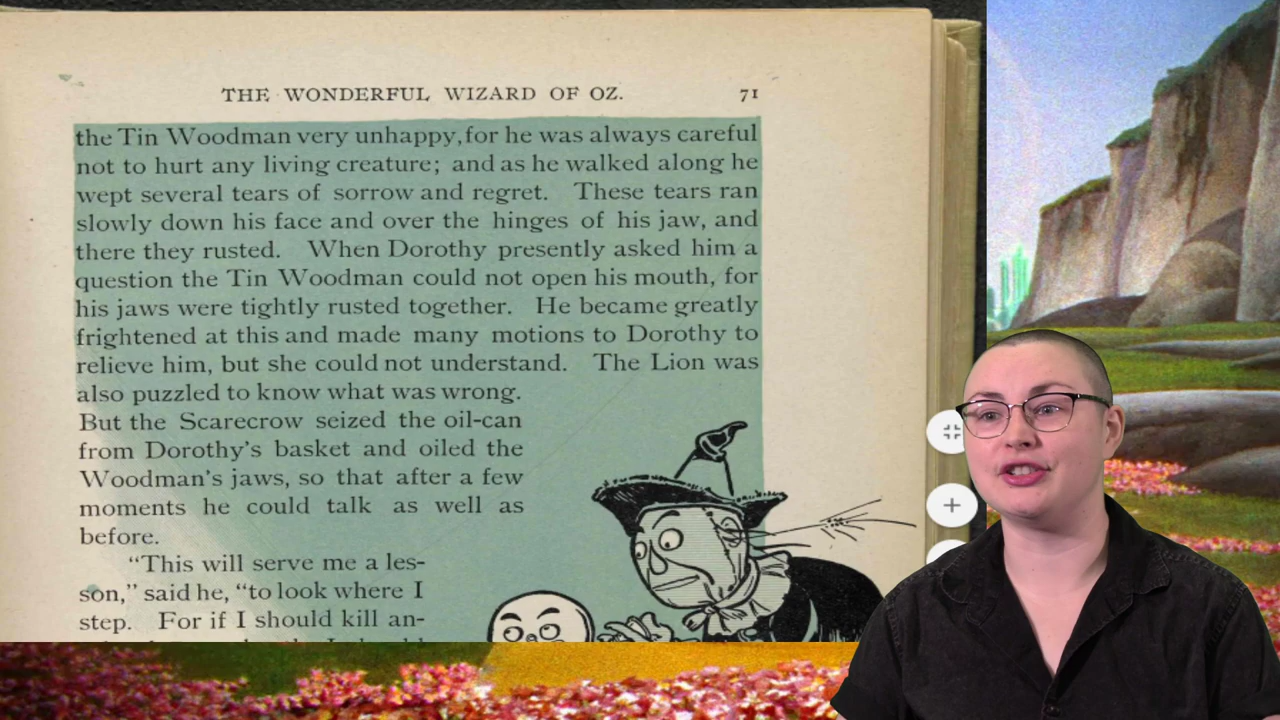 THE WONDERFUL WIZARD OF OZ. 71
the Tin Woodman very unhappy, for he was always careful
not to hurt any living creature; and as he walked along he
wept several tears of sorrow and regret. These tears ran
slowly down his face and over the hinges of his jaw, and
there they rusted. When Dorothy presently asked him a
question the Tin Woodman could not open his mouth, for
his jaws were tightly rusted together. He became greatly
frightened at this and made many motions to Dorothy to
relieve him, but she could not understand. The Lion was
also puzzled to know what was wrong.
But the Scarecrow seized the oil-can
from Dorothy's basket and oiled the
Woodman's jaws, so that after a few
moments he could talk as well as
before.
"This will serve me a les-
son," said he, "to look where I
step. For if I should kill an-